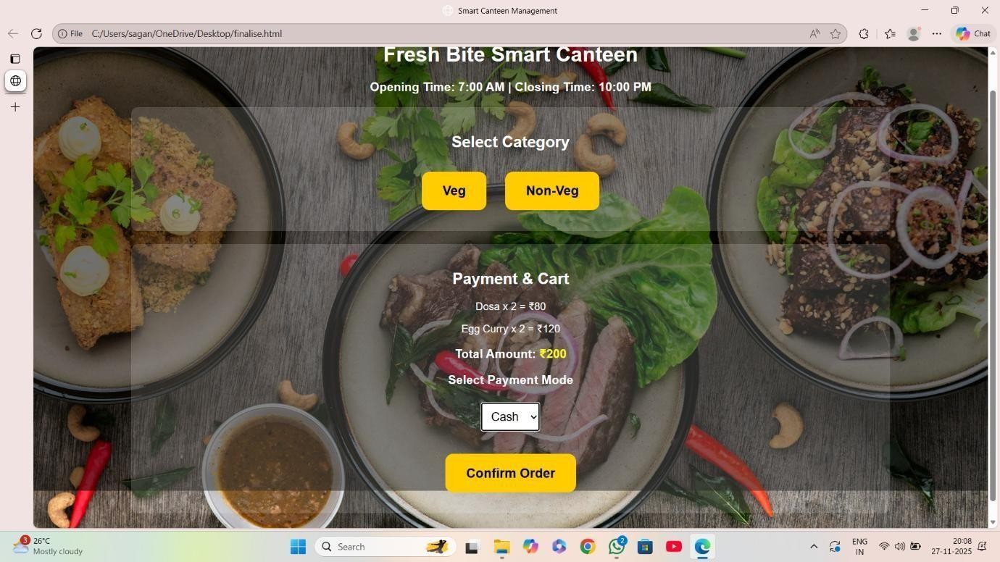 Smart Canteen Management
File C:/Users/sagan/OneDrive/Desktop/finalise.html
Chat
Fresh Bite Smart Canteen
Opening Time: 7:00 AM | Closing Time: 10:00 PM
Select Category
Veg Non-Veg
Payment & Cart
Dosa x 2 = ₹80
Egg Curry x 2 = ₹120
Total Amount: ₹200
Select Payment Mode
Cash
Confirm Order
3 26°C
Mostly cloudy
Search
2
ENG
IN
20:08
27-11-2025